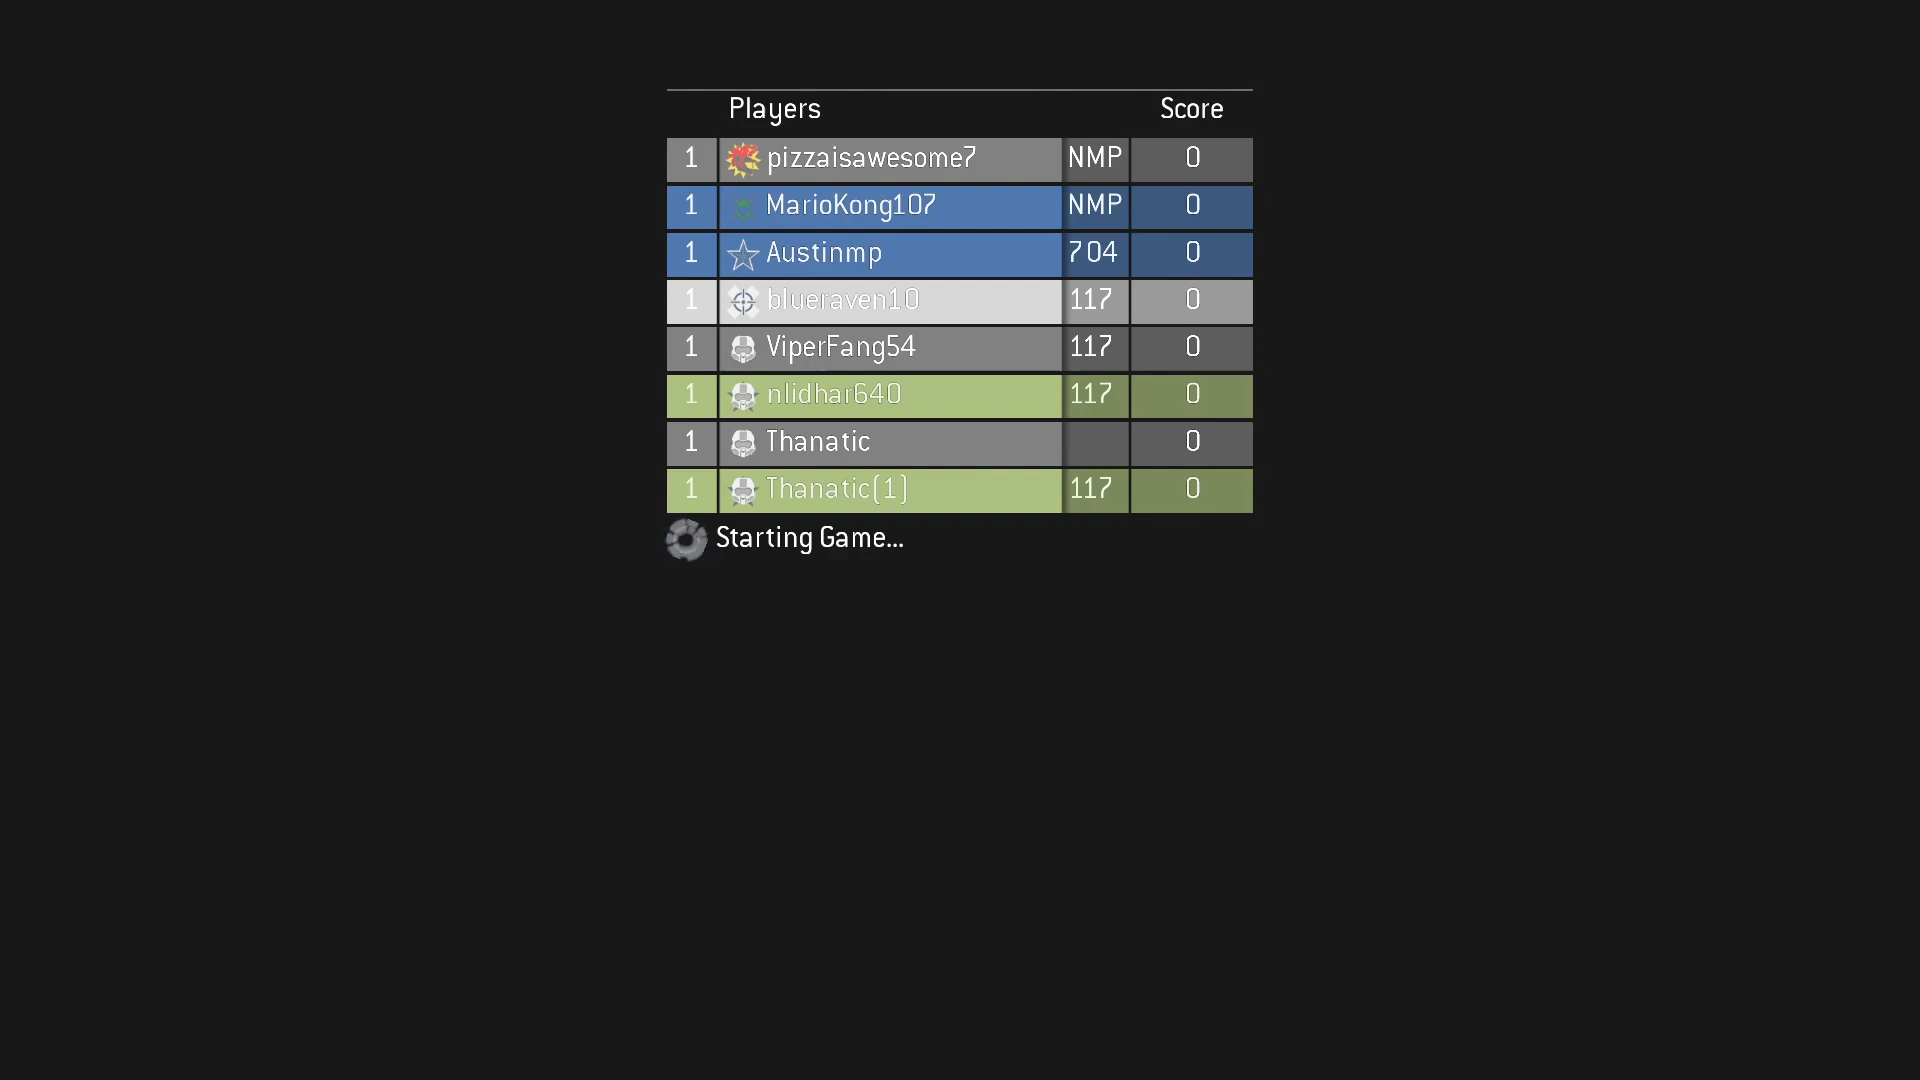 Players Score
1 pizzaisawesome7 NMP 0
1 MarioKong107 NMP 0
1 Austinmp 704 0
1 blueraven10 117 0
1 ViperFang54 117 0
1 nlidhar640 117 0
1 Thanatic 0
1 Thanatic(1) 117 0
Starting Game...